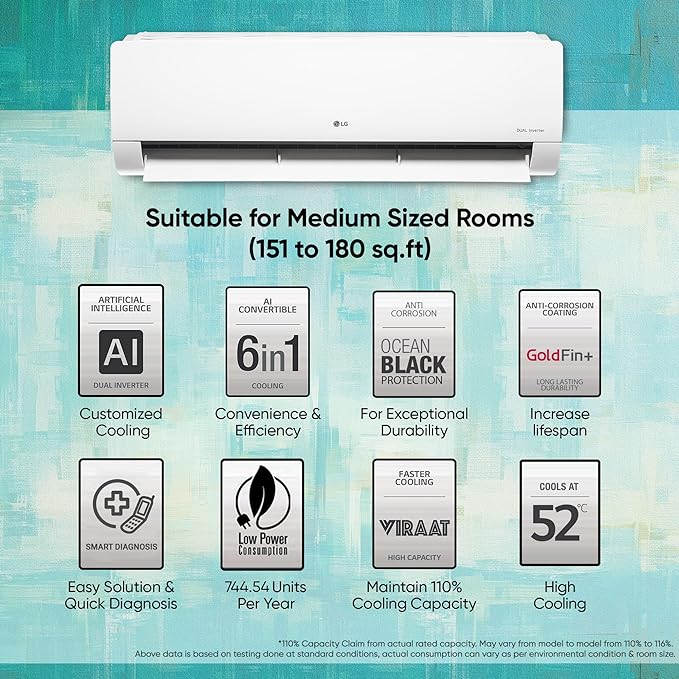 LG
DUAL Inverter
Suitable for Medium Sized Rooms
(151 to 180 sq.ft)
ARTIFICIAL
INTELLIGENCE
AI
DUAL INVERTER
Customized
Cooling
AI
CONVERTIBLE
6in1
COOLING
Convenience &
Efficiency
ANTI
CORROSION
OCEAN
BLACK
PROTECTION
For Exceptional
Durability
ANTI-CORROSION
COATING
GoldFin+
LONG LASTING
DURABILITY
Increase
lifespan
SMART DIAGNOSIS
Easy Solution &
Quick Diagnosis
Low Power
Consumption
744.54 Units
Per Year
FASTER
COOLING
VIRAAT
HIGH CAPACITY
Maintain 110%
Cooling Capacity
COOLS AT
52°C
High
Cooling
*110% Capacity Claim from actual rated capacity. May vary from model to model from 110% to 116%.
Above data is based on testing done at standard conditions, actual consumption can vary as per environmental condition & room size.